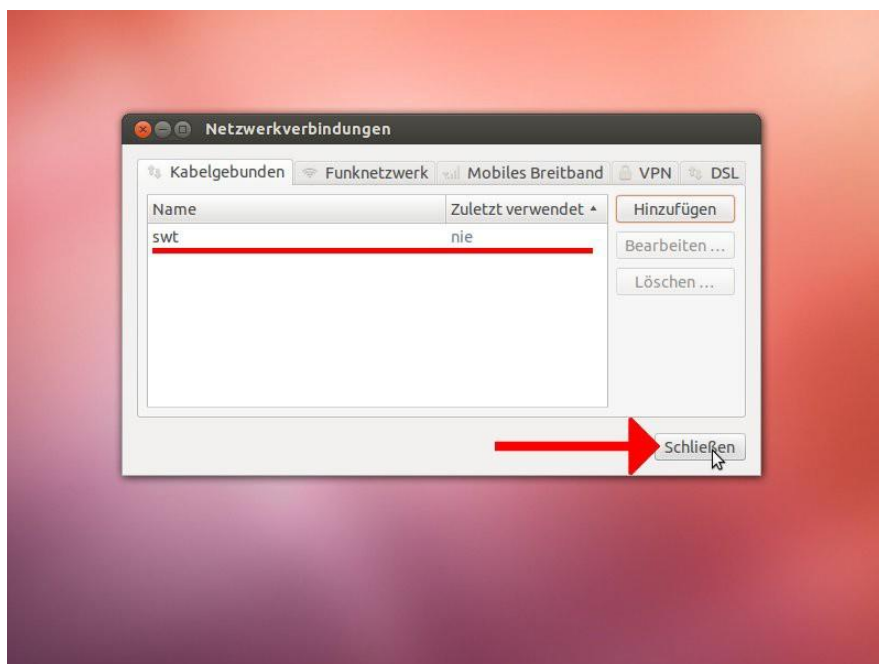 Netzwerkverbindungen
Kabelgebunden Funknetzwerk Mobiles Breitband VPN DSL
Name Zuletzt verwendet Hinzufügen
swt nie
Bearbeiten ...
Löschen ...
Schließen